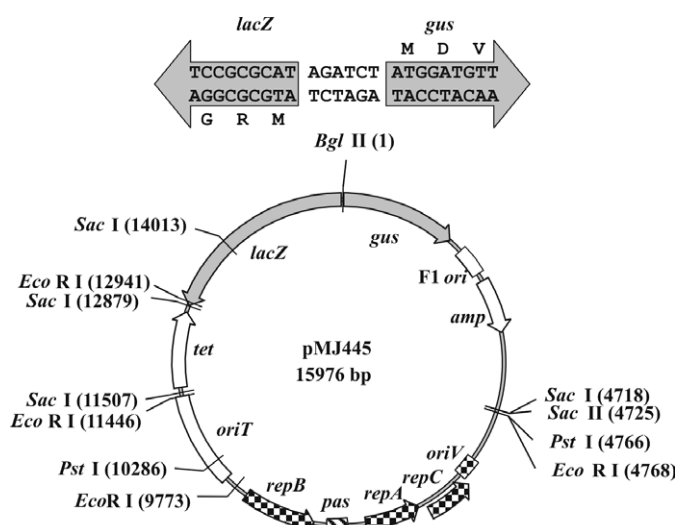 lacZ gus
M D V
TCCGCGCAT AGATCT ATGGATGTT
AGGCGCGTA TCTAGA TACCTACAA
G R M
Bgl II (1)
Sac I (14013)
lacZ
gus
Eco R I (12941)
Sac I (12879)
F1 ori
amp
tet
pMJ445
15976 bp
Sac I (11507)
Eco R I (11446)
Sac I (4718)
Sac II (4725)
Pst I (4766)
Eco R I (4768)
oriT
oriV
Pst I (10286)
EcoR I (9773)
repB
pas
repA
repC